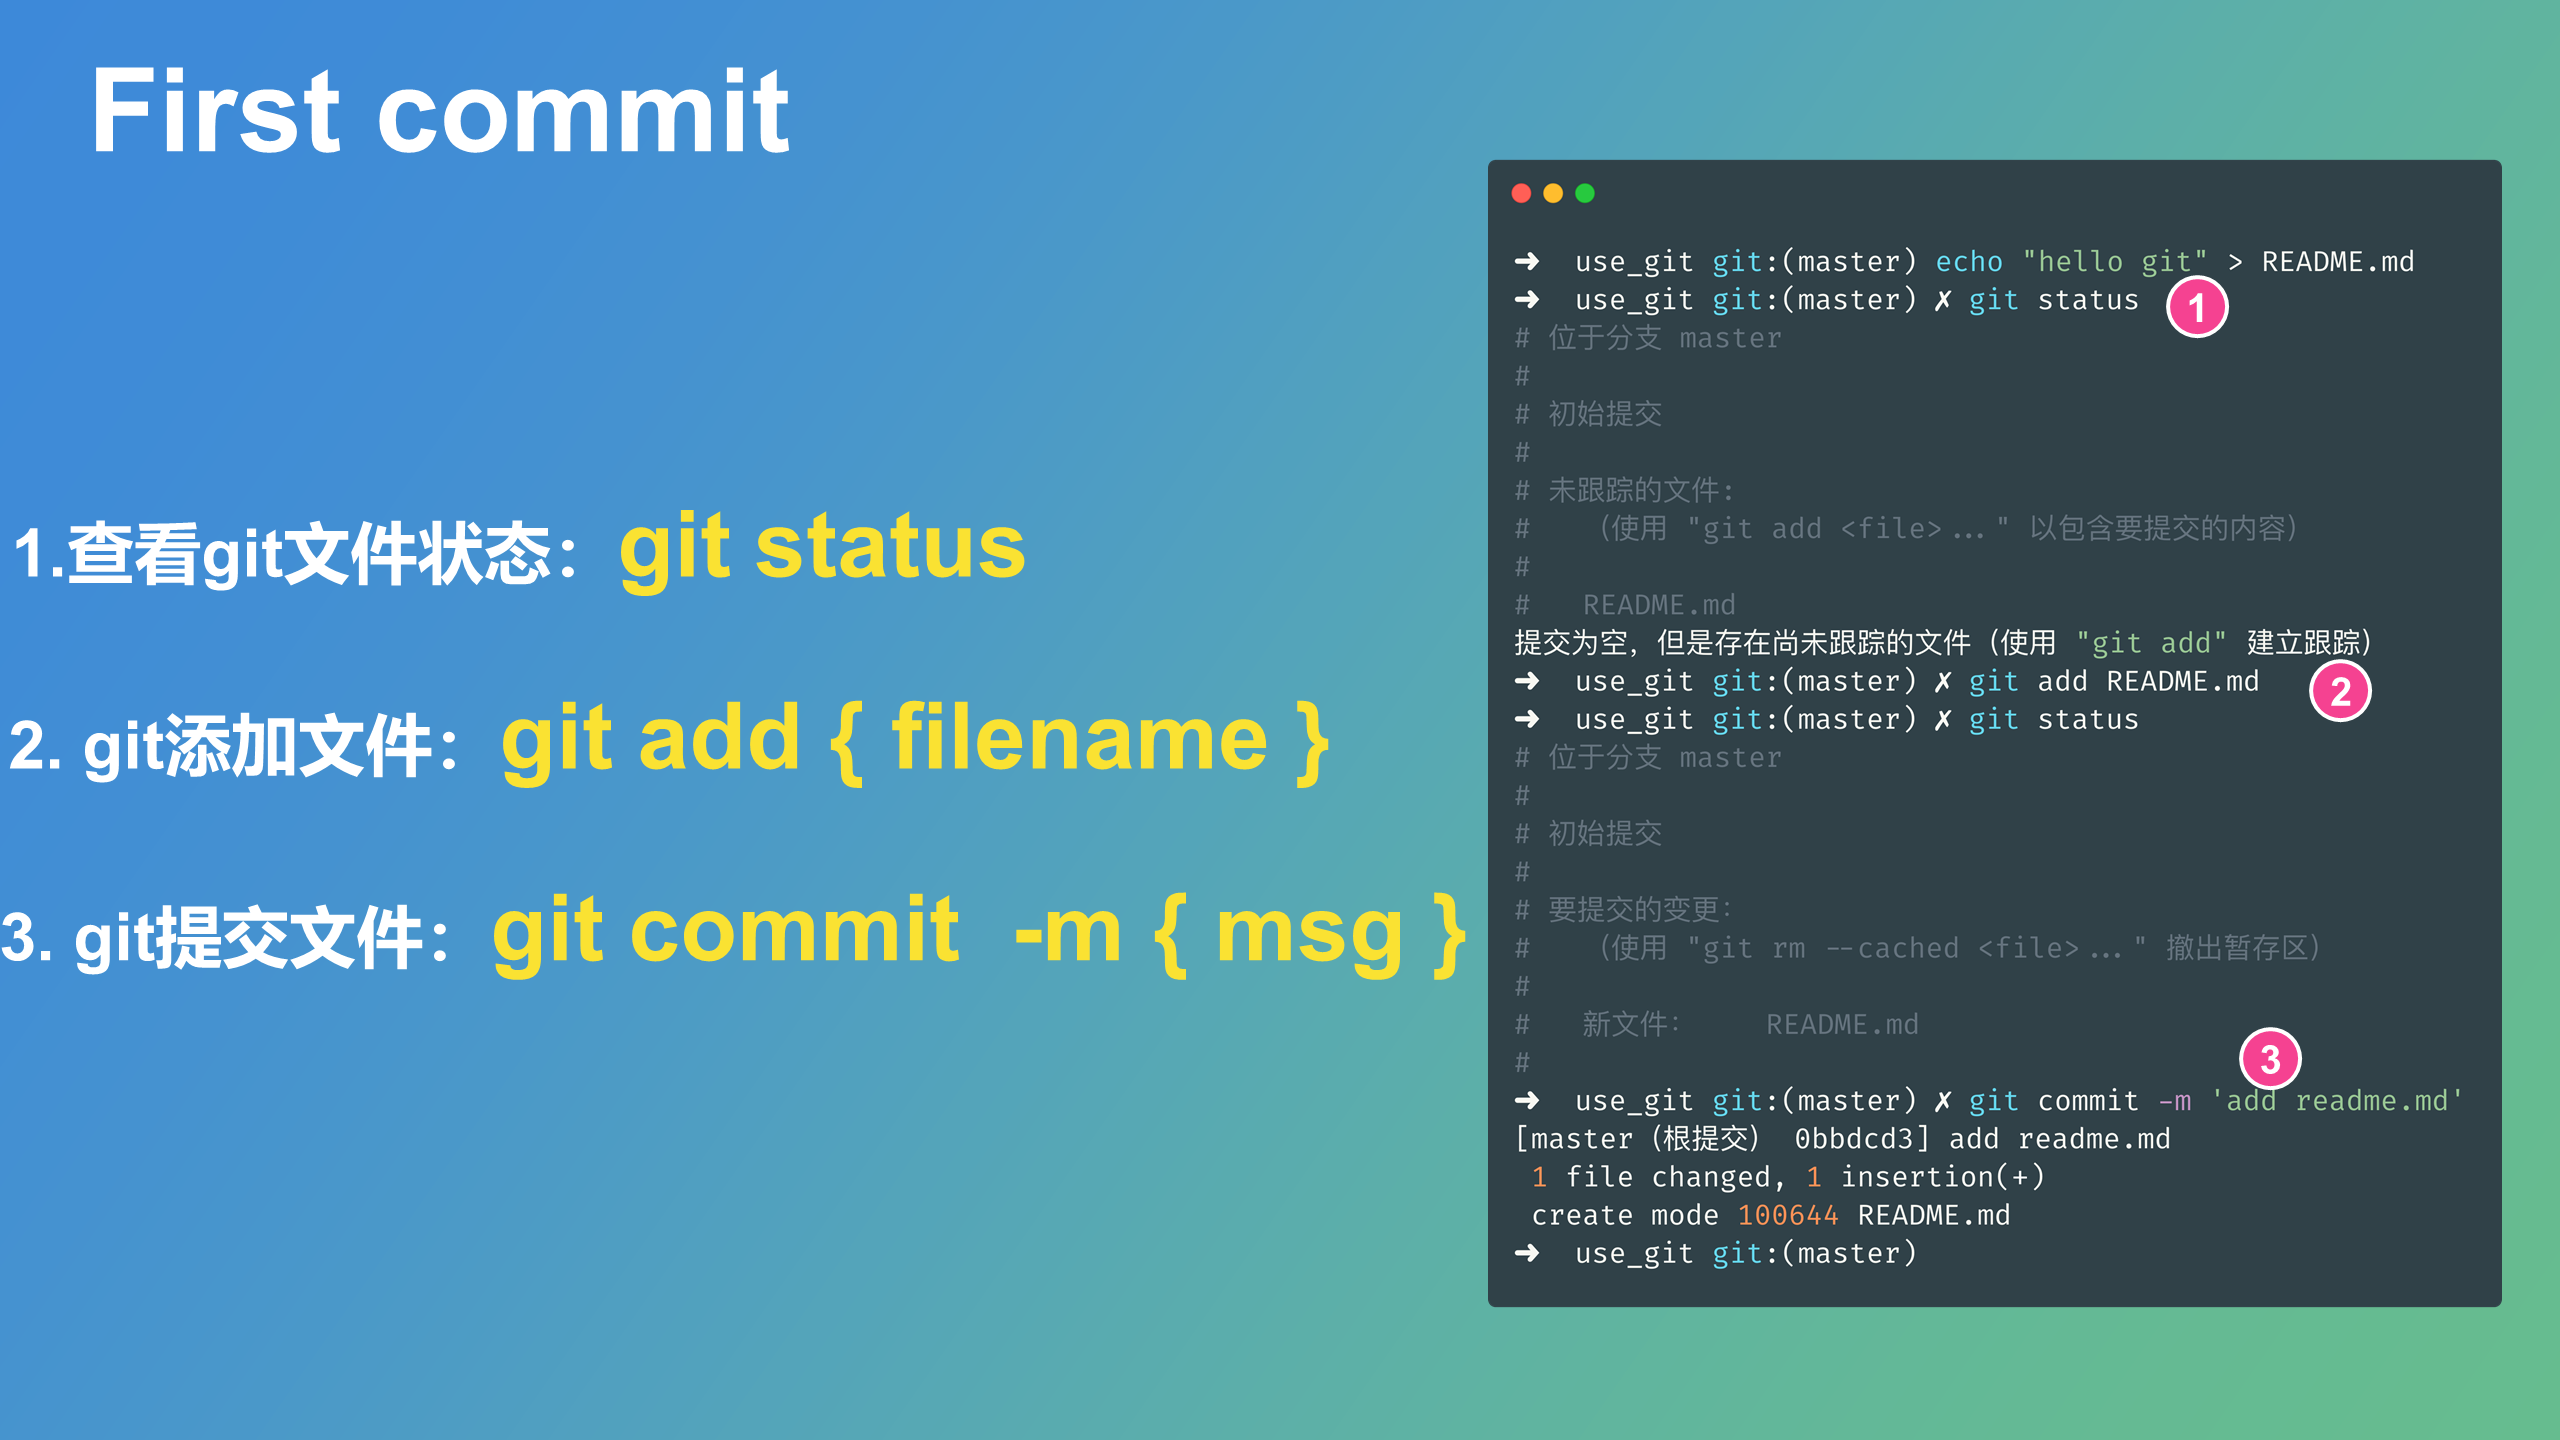 First commit
1.查看git文件状态：git status
2. git添加文件：git add { filename }
3. git提交文件：git commit  -m { msg }
➜  use_git git:(master) echo "hello git" > README.md
➜  use_git git:(master) ✗ git status
1
# 位于分支 master
#
# 初始提交
#
# 未跟踪的文件:
#   （使用 "git add <file>..." 以包含要提交的内容）
#
#   README.md
提交为空，但是存在尚未跟踪的文件（使用 "git add" 建立跟踪）
➜  use_git git:(master) ✗ git add README.md
2
➜  use_git git:(master) ✗ git status
# 位于分支 master
#
# 初始提交
#
# 要提交的变更：
#   （使用 "git rm --cached <file>..." 撤出暂存区）
#
#   新文件：    README.md
#
3
➜  use_git git:(master) ✗ git commit -m 'add readme.md'
[master（根提交） 0bbdcd3] add readme.md
 1 file changed, 1 insertion(+)
 create mode 100644 README.md
➜  use_git git:(master)